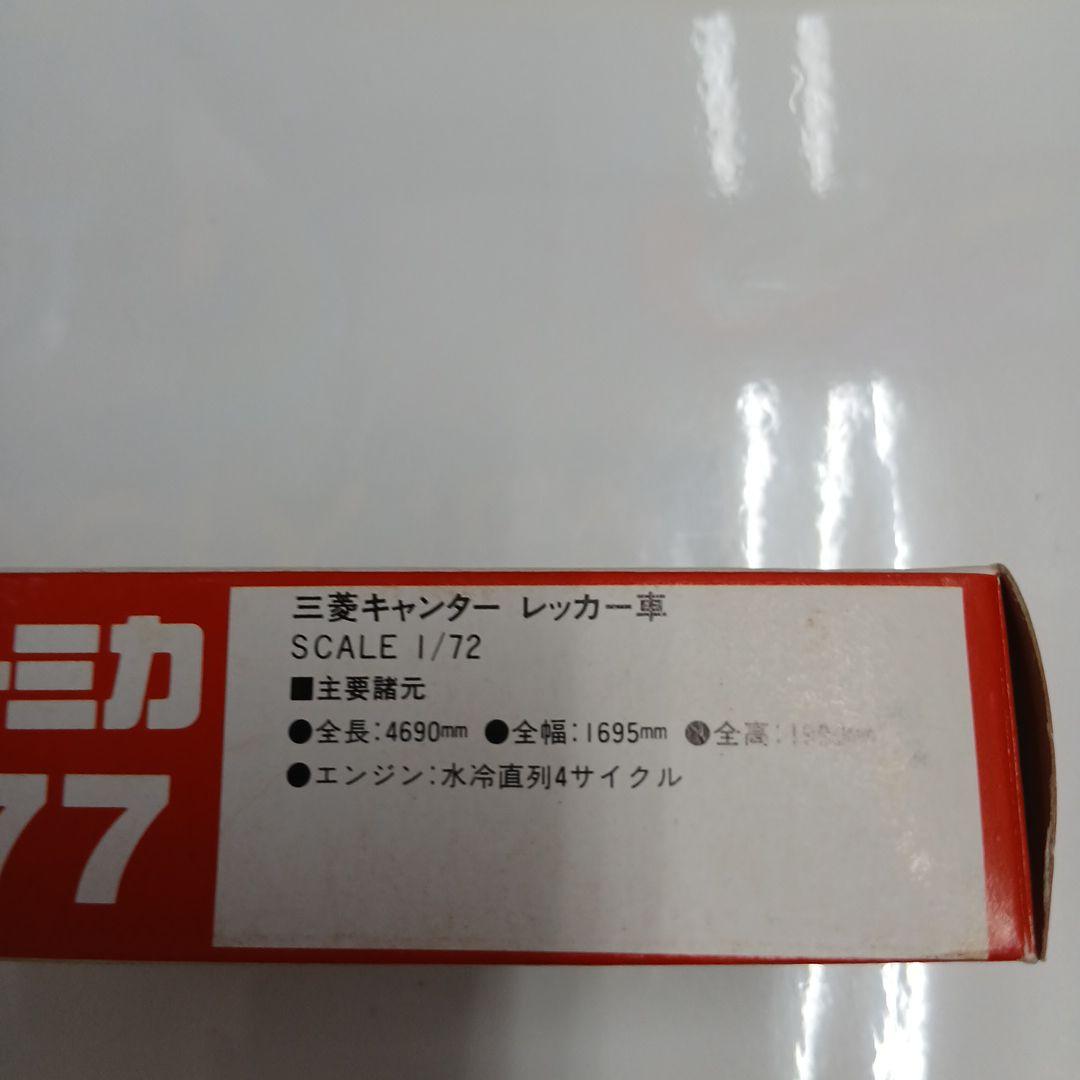 三菱キャンター レッカー車
SCALE 1/72
■主要諸元
●全長:4690mm ●全幅:1695mm ●全高:
●エンジン:水冷直列4サイクル
トミカ
77